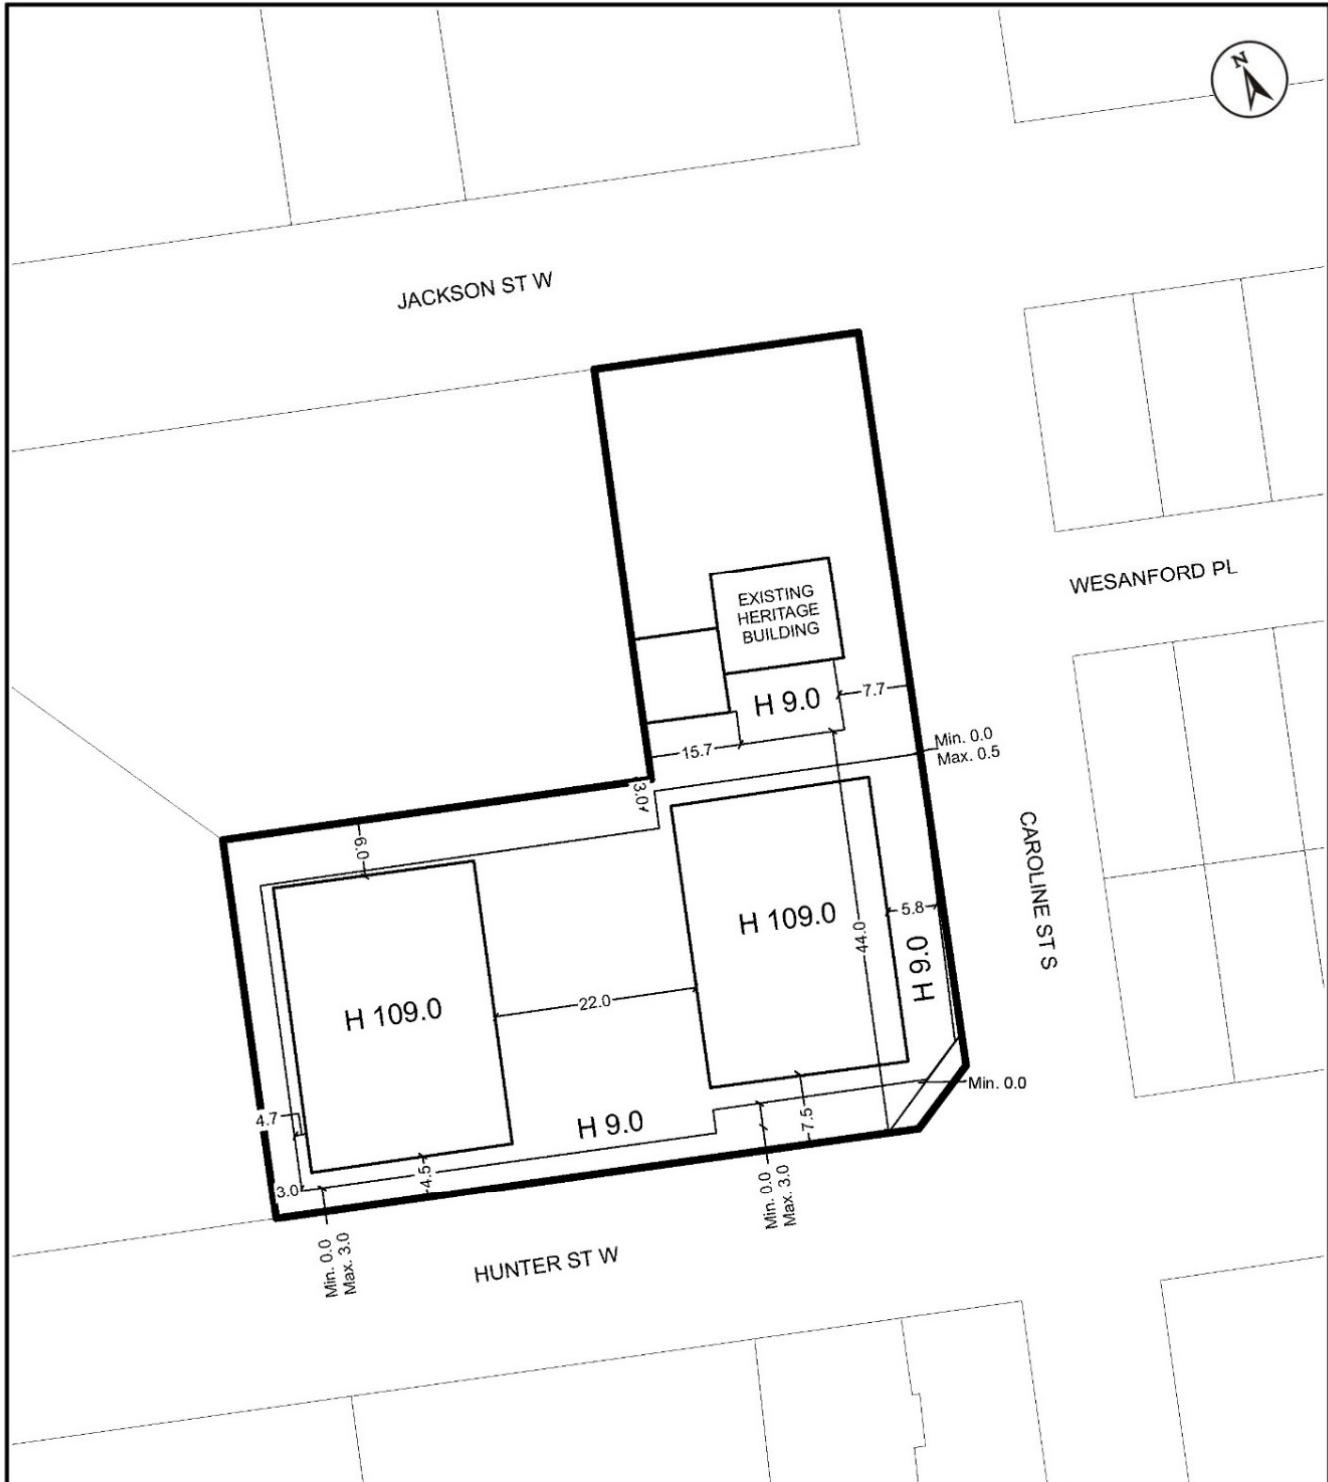 N
JACKSON ST W
WESANFORD PL
EXISTING
HERITAGE
BUILDING
H 9.0
7.7
15.7
Min. 0.0
Max. 0.5
3.0
6.0
CAROLINE ST S
H 109.0
5.8
44.0
H 9.0
H 109.0
22.0
Min. 0.0
4.7
H 9.0
7.5
4.5
3.0
Min. 0.0
Max. 3.0
Min. 0.0
Max. 3.0
HUNTER ST W